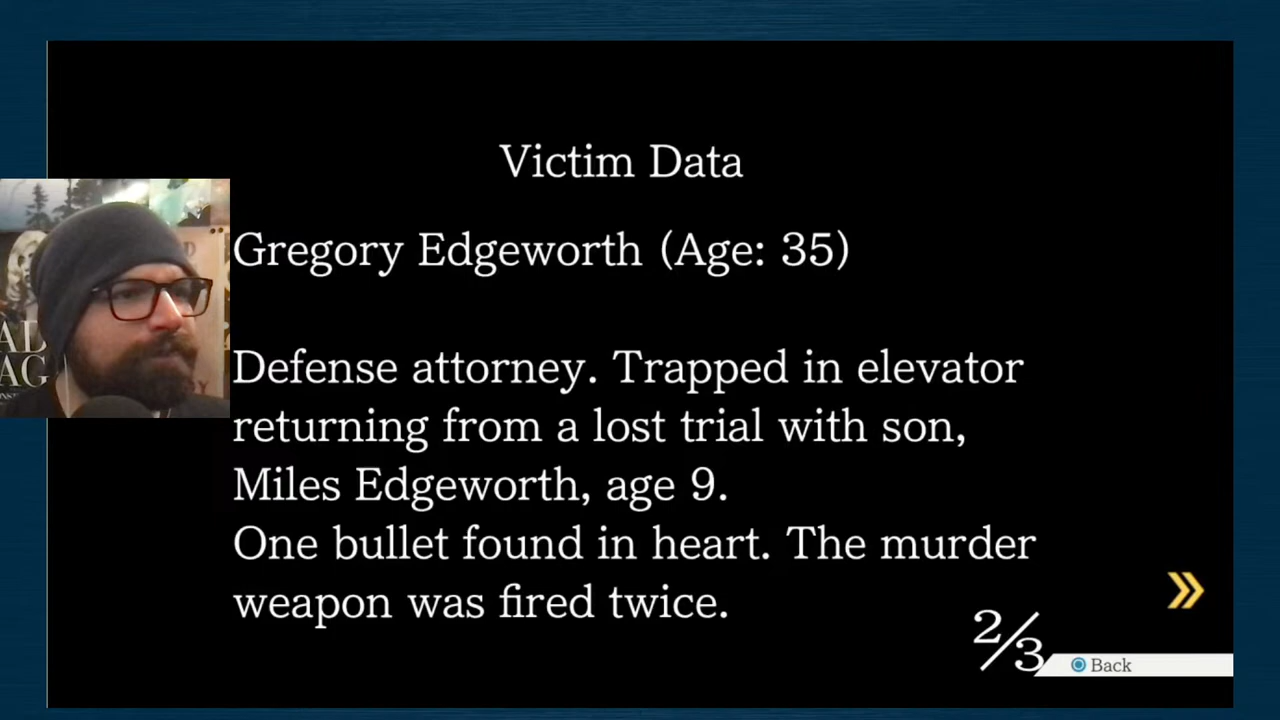 Victim Data
Gregory Edgeworth (Age: 35)
Defense attorney. Trapped in elevator
returning from a lost trial with son,
Miles Edgeworth, age 9.
One bullet found in heart. The murder
weapon was fired twice.
2/3
Back